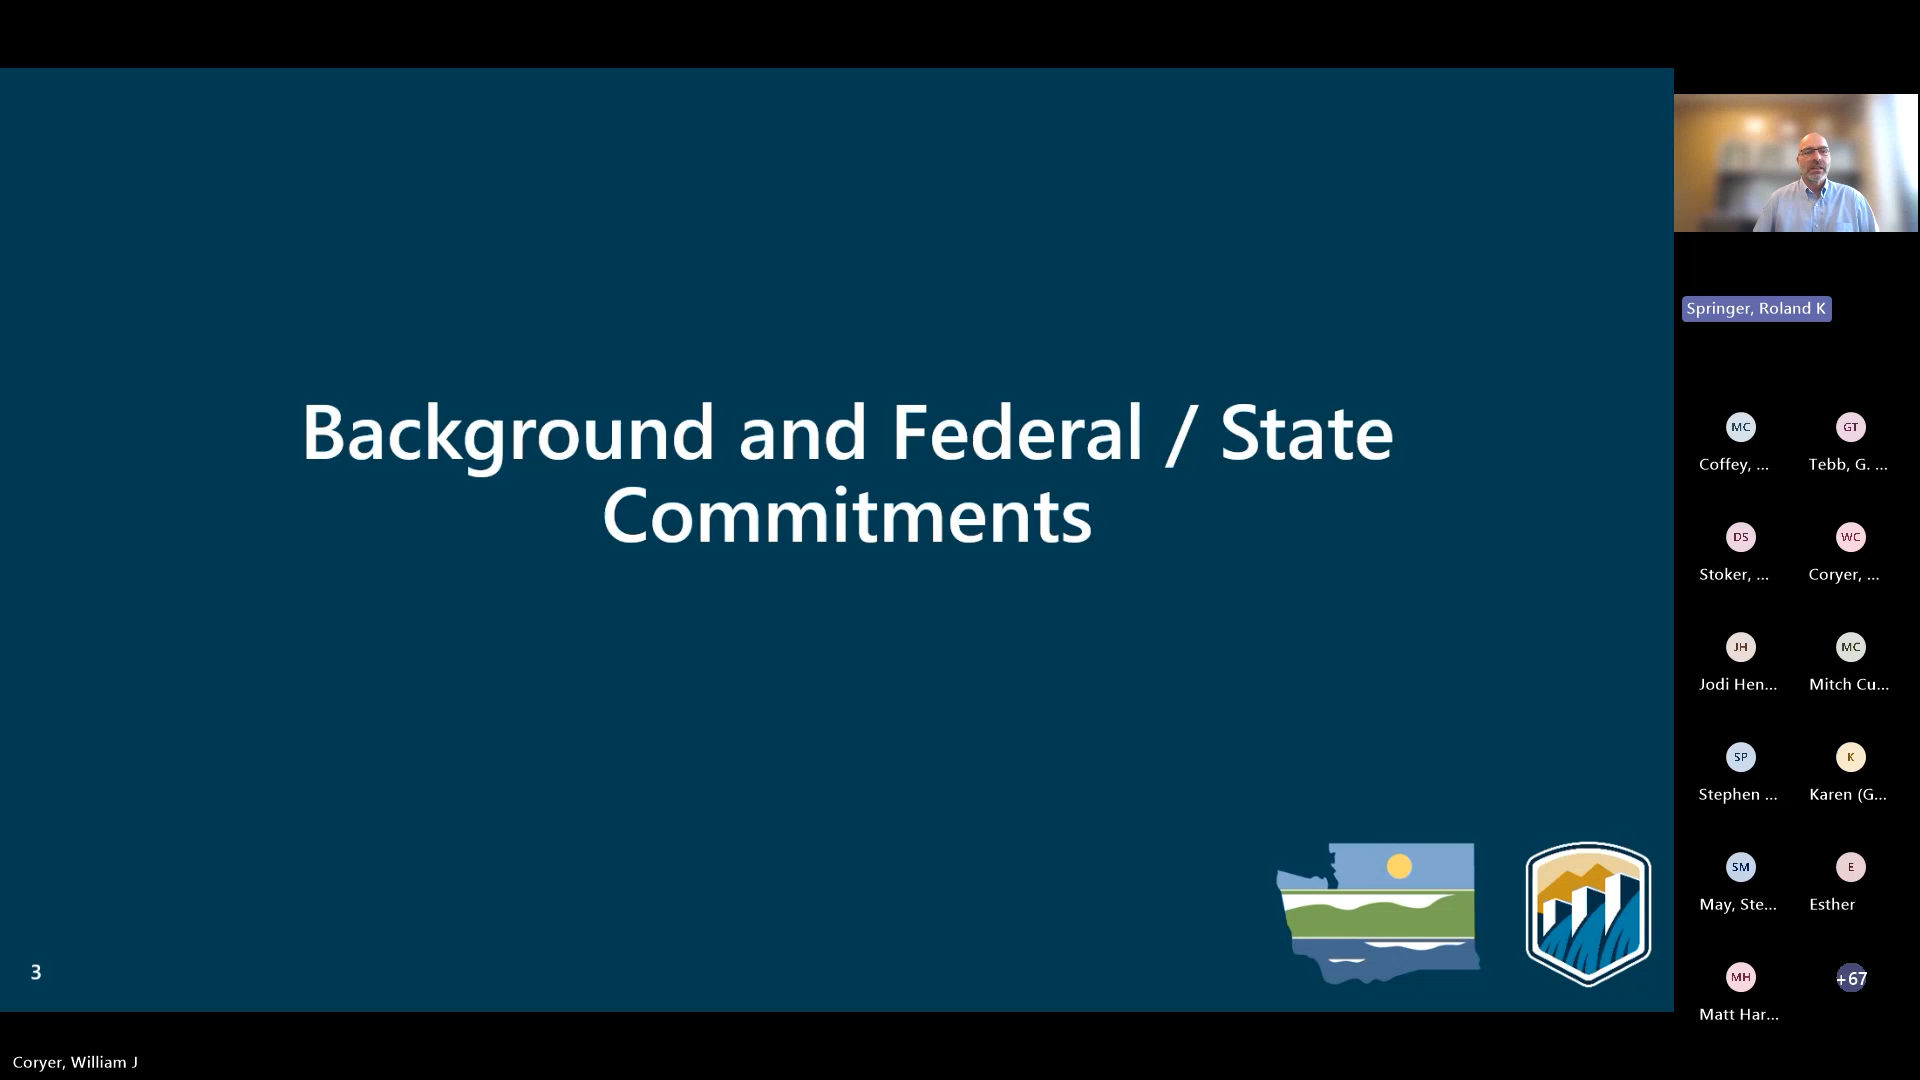 Background and Federal / State
Commitments
3
Springer, Roland K
MC
Coffey, ...
GT
Tebb, G. ...
DS
Stoker, ...
WC
Coryer, ...
JH
Jodi Hen...
MC
Mitch Cu...
SP
Stephen ...
K
Karen (G...
SM
May, Ste...
E
Esther
MH
Matt Har...
+67
Coryer, William J